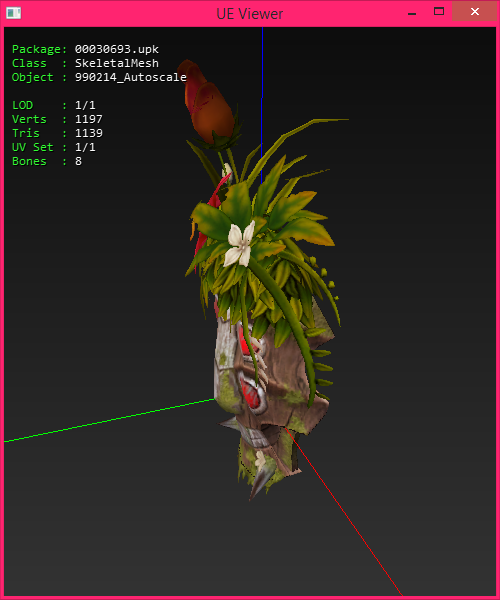 UE Viewer
Package: 00030693.upk
Class : SkeletalMesh
Object : 990214_Autoscale
LOD : 1/1
Verts : 1197
Tris : 1139
UV Set : 1/1
Bones : 8